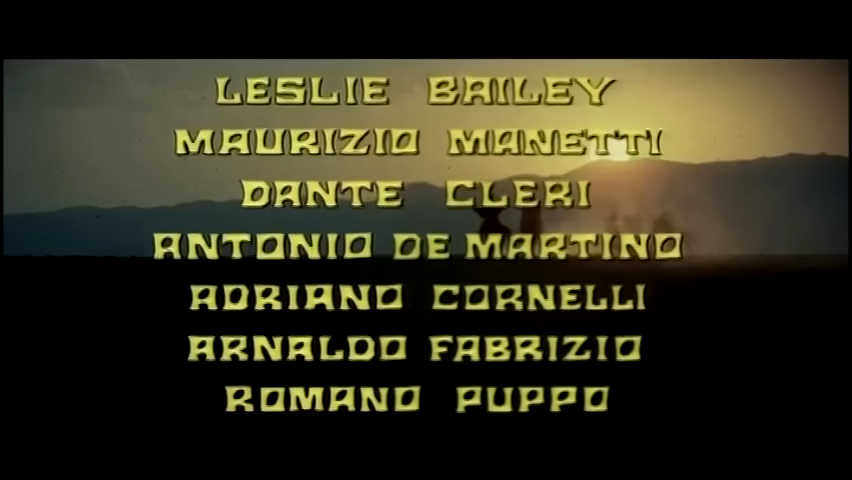 LESLIE BAILEY
MAURIZIO MANETTI
DANTE CLERI
ANTONIO DE MARTINO
ADRIANO CORNELLI
ARNALDO FABRIZIO
ROMANO PUPPO